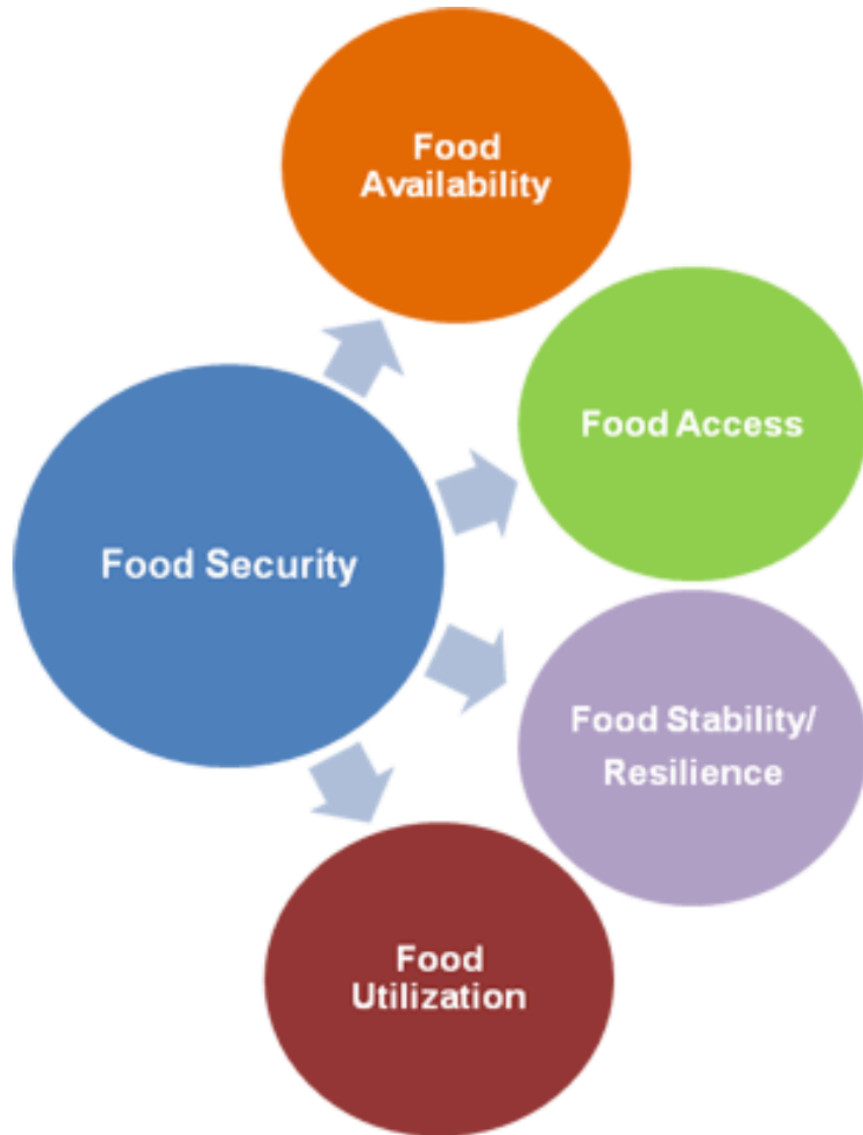 Food
Availability
Food Access
Food Security
Food Stability/
Resilience
Food
Utilization